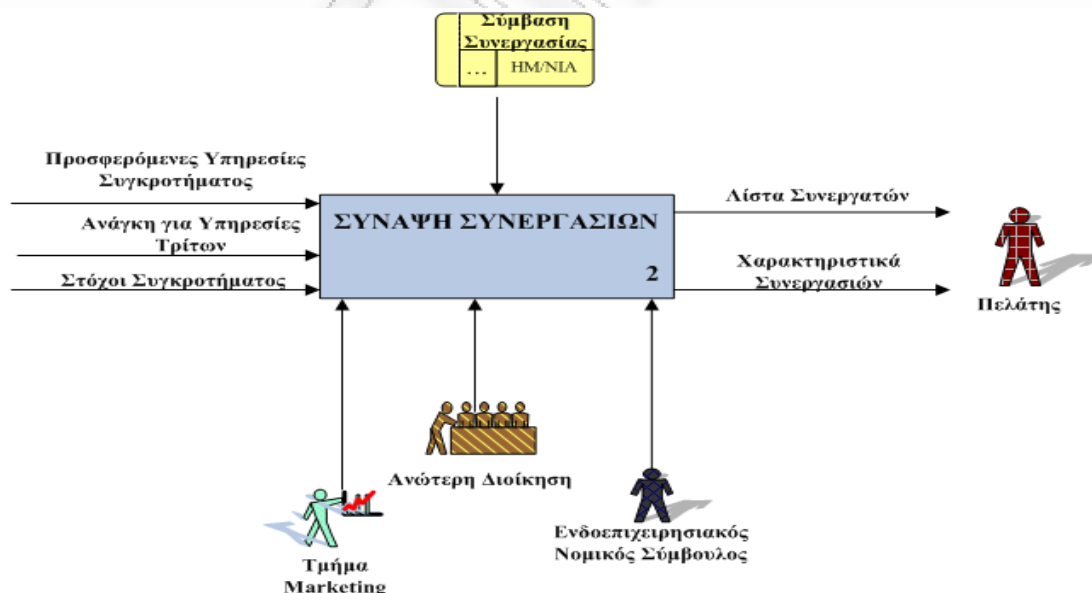 Σύμβαση
Συνεργασίας
... ΗΜ/ΝΙΑ
Προσφερόμενες Υπηρεσίες
Συγκροτήματος
Ανάγκη για Υπηρεσίες
Τρίτων
Στόχοι Συγκροτήματος
ΣΥΝΑΨΗ ΣΥΝΕΡΓΑΣΙΩΝ
2
Λίστα Συνεργατών
Χαρακτηριστικά
Συνεργασιών
Πελάτης
Ανώτερη Διοίκηση
Τμήμα
Marketing
Ενδοεπιχειρησιακός
Νομικός Σύμβουλος